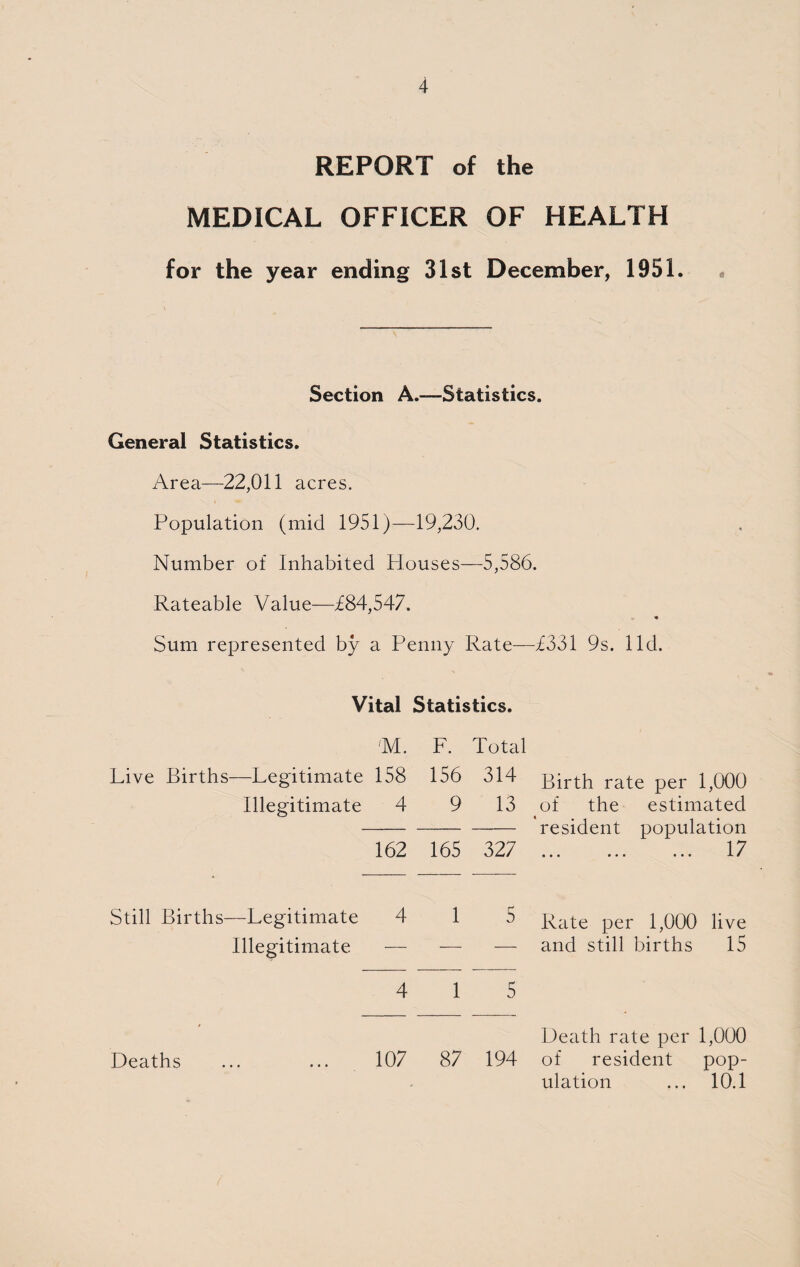 4
REPORT of the
MEDICAL OFFICER OF HEALTH
for the year ending 31st December, 1951.
Section A.—Statistics.
General Statistics.
Area—22,011 acres.
Population (mid 1951)—19,230.
Number of Inhabited Houses—5,586.
Rateable Value—£84,547.
Sum represented by a Penny Rate—£331 9s. 11d.
Vital Statistics.
M. F. Total
Live Births—Legitimate 158 156 314 Birth rate per 1,000
Illegitimate 4 9 13 of the estimated
resident population
162 165 327 ... ... ... 17
Still Births—Legitimate 4 1 5 Rate per 1,000 live
Illegitimate — — — and still births 15
4 1 5
Death rate per 1,000
Deaths ... ... 107 87 194 of resident pop-
ulation ... 10.1